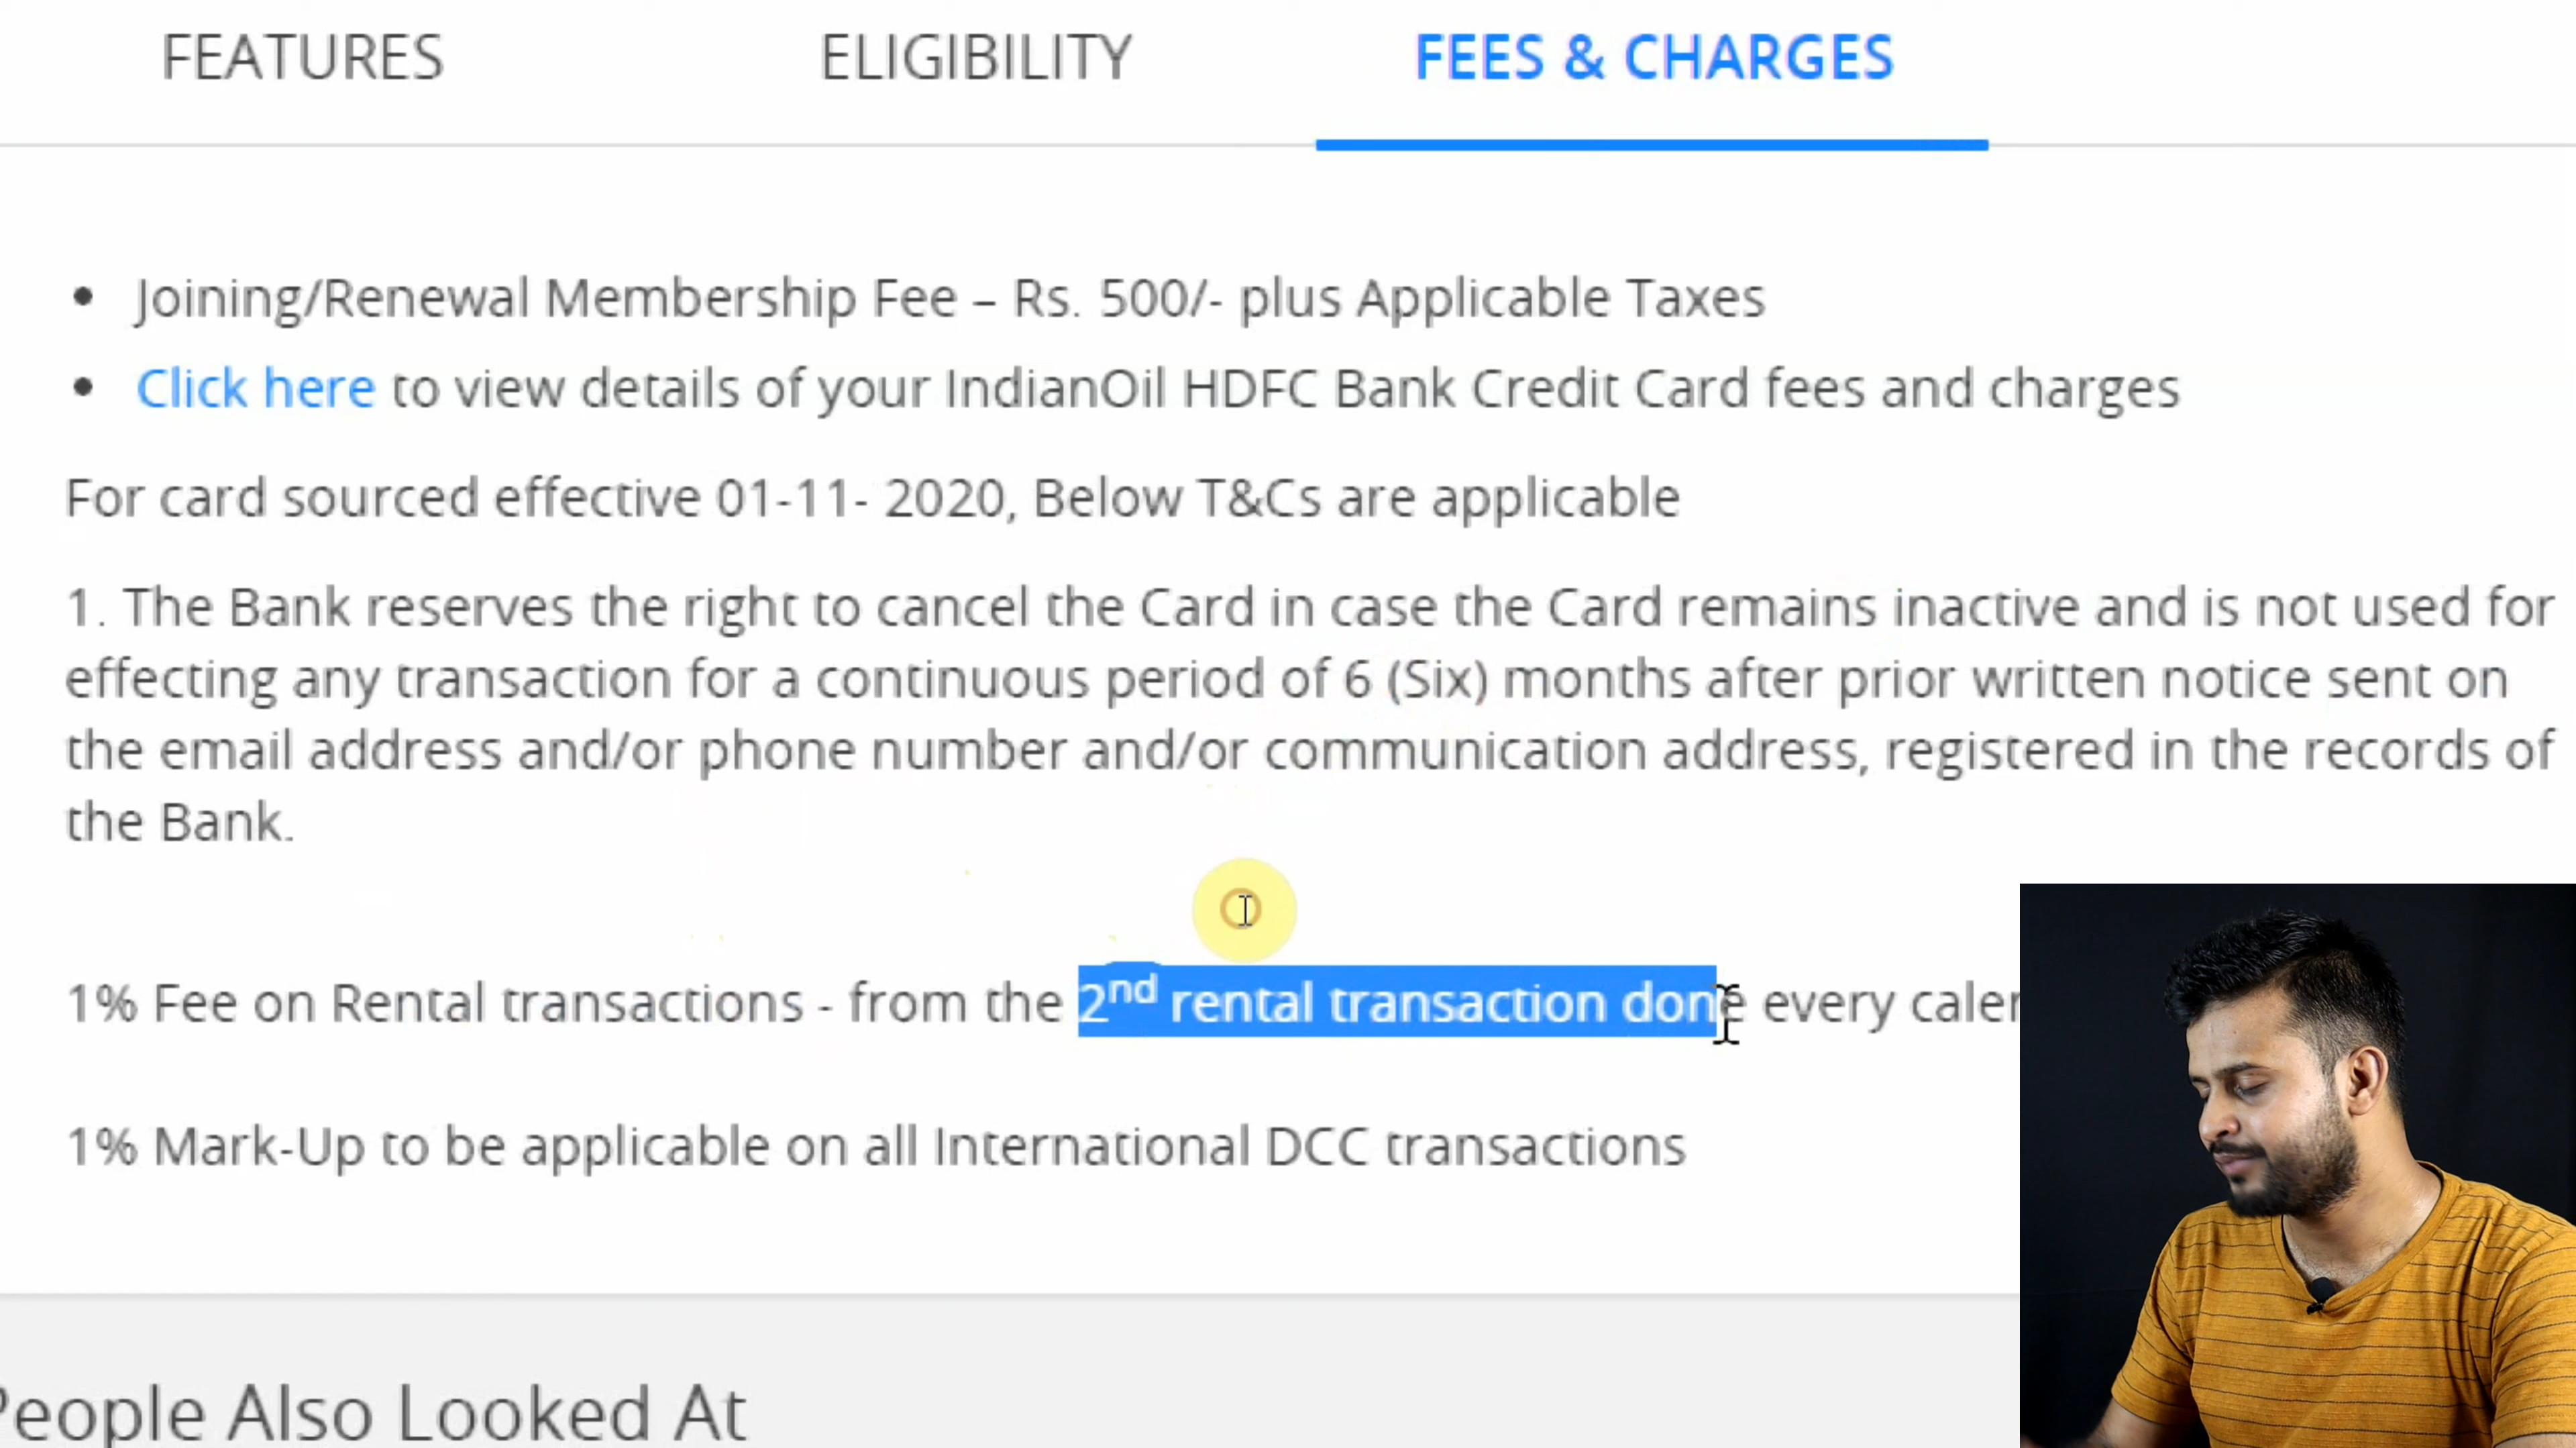 FEATURES ELIGIBILITY FEES & CHARGES
• Joining/Renewal Membership Fee – Rs. 500/- plus Applicable Taxes
• Click here to view details of your IndianOil HDFC Bank Credit Card fees and charges
For card sourced effective 01-11- 2020, Below T&Cs are applicable
1. The Bank reserves the right to cancel the Card in case the Card remains inactive and is not used for
effecting any transaction for a continuous period of 6 (Six) months after prior written notice sent on
the email address and/or phone number and/or communication address, registered in the records of
the Bank.
1% Fee on Rental transactions - from the 2nd rental transaction done every
1% Mark-Up to be applicable on all International DCC transactions
People Also Looked At